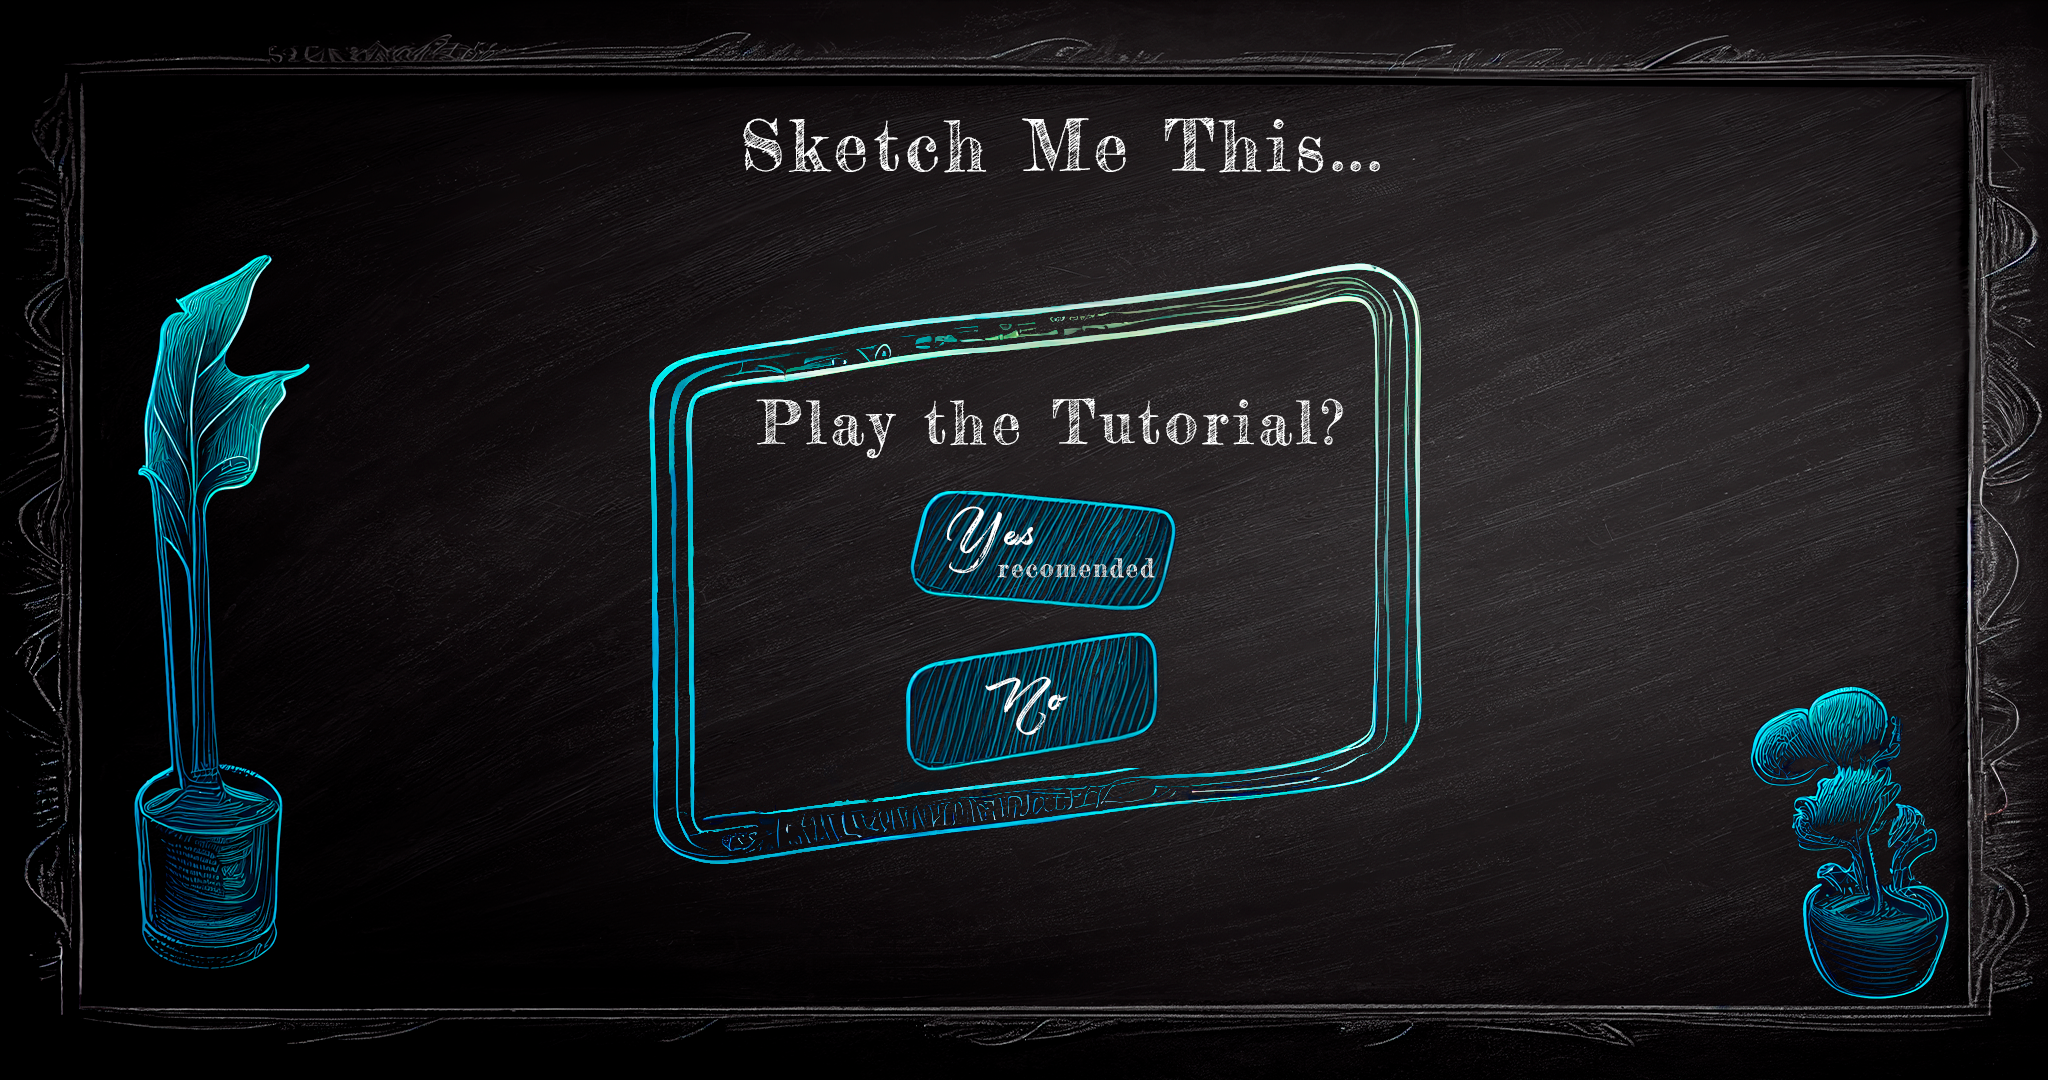 Sketch Me This...
Play the Tutorial?
Yes
recomended
No